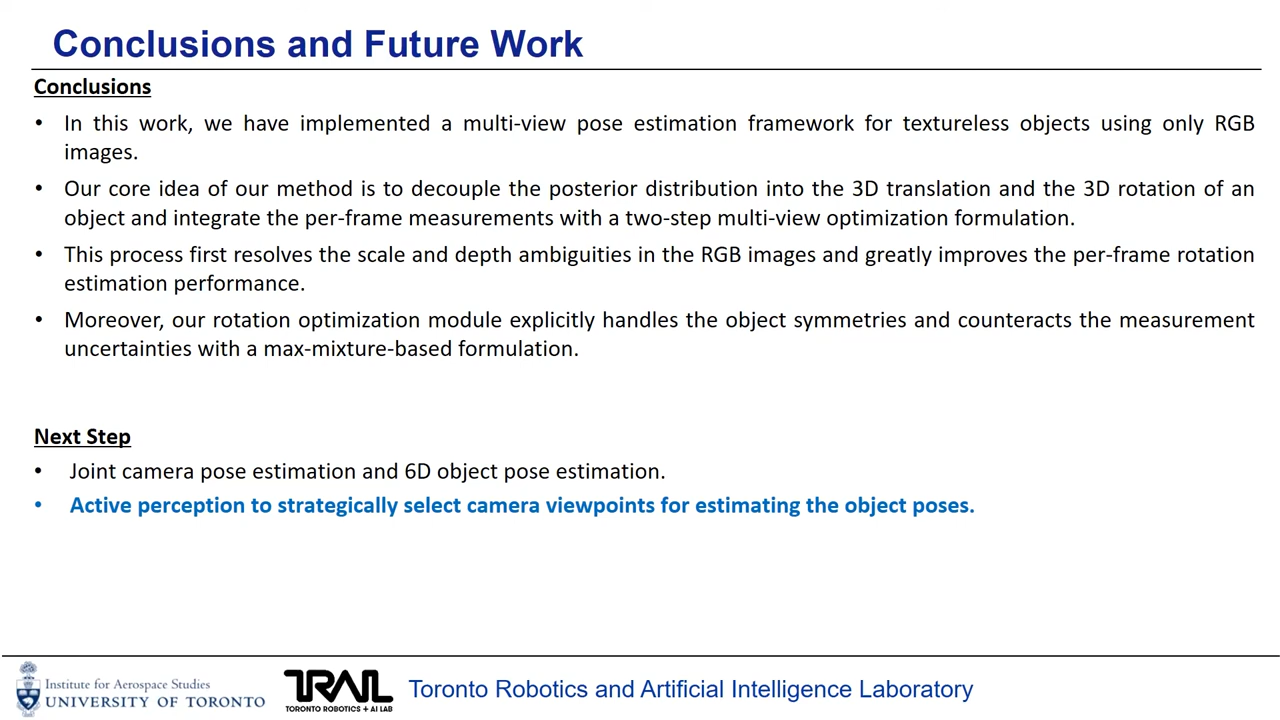 Conclusions and Future Work
Conclusions
• In this work, we have implemented a multi-view pose estimation framework for textureless objects using only RGB
images.
• Our core idea of our method is to decouple the posterior distribution into the 3D translation and the 3D rotation of an
object and integrate the per-frame measurements with a two-step multi-view optimization formulation.
• This process first resolves the scale and depth ambiguities in the RGB images and greatly improves the per-frame rotation
estimation performance.
• Moreover, our rotation optimization module explicitly handles the object symmetries and counteracts the measurement
uncertainties with a max-mixture-based formulation.
Next Step
• Joint camera pose estimation and 6D object pose estimation.
• Active perception to strategically select camera viewpoints for estimating the object poses.
Institute for Aerospace Studies
UNIVERSITY OF TORONTO
TRAIL
TORONTO ROBOTICS + AI LAB
Toronto Robotics and Artificial Intelligence Laboratory